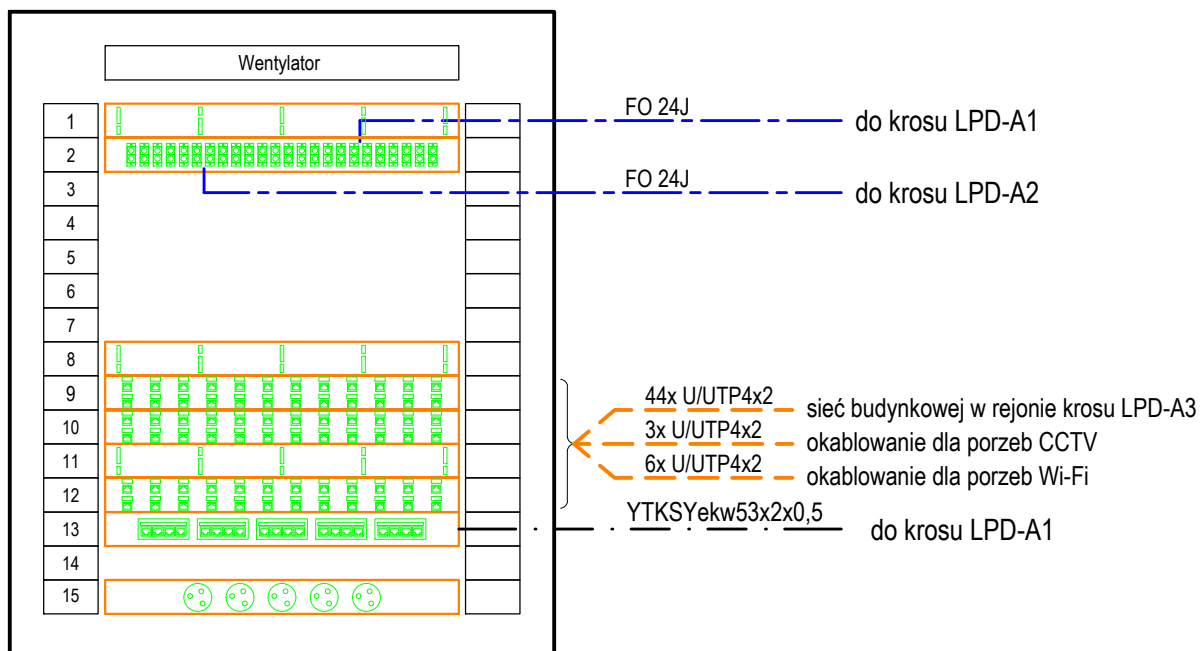 Wentylator
1
FO 24J
do krosu LPD-A1
2
3
FO 24J
do krosu LPD-A2
4
5
6
7
8
9
44x U/UTP4x2
sieć budynkowej w rejonie krosu LPD-A3
10
3x U/UTP4x2
okablowanie dla porzeb CCTV
11
6x U/UTP4x2
okablowanie dla porzeb Wi-Fi
12
YTKSYekw53x2x0,5
13
do krosu LPD-A1
14
15